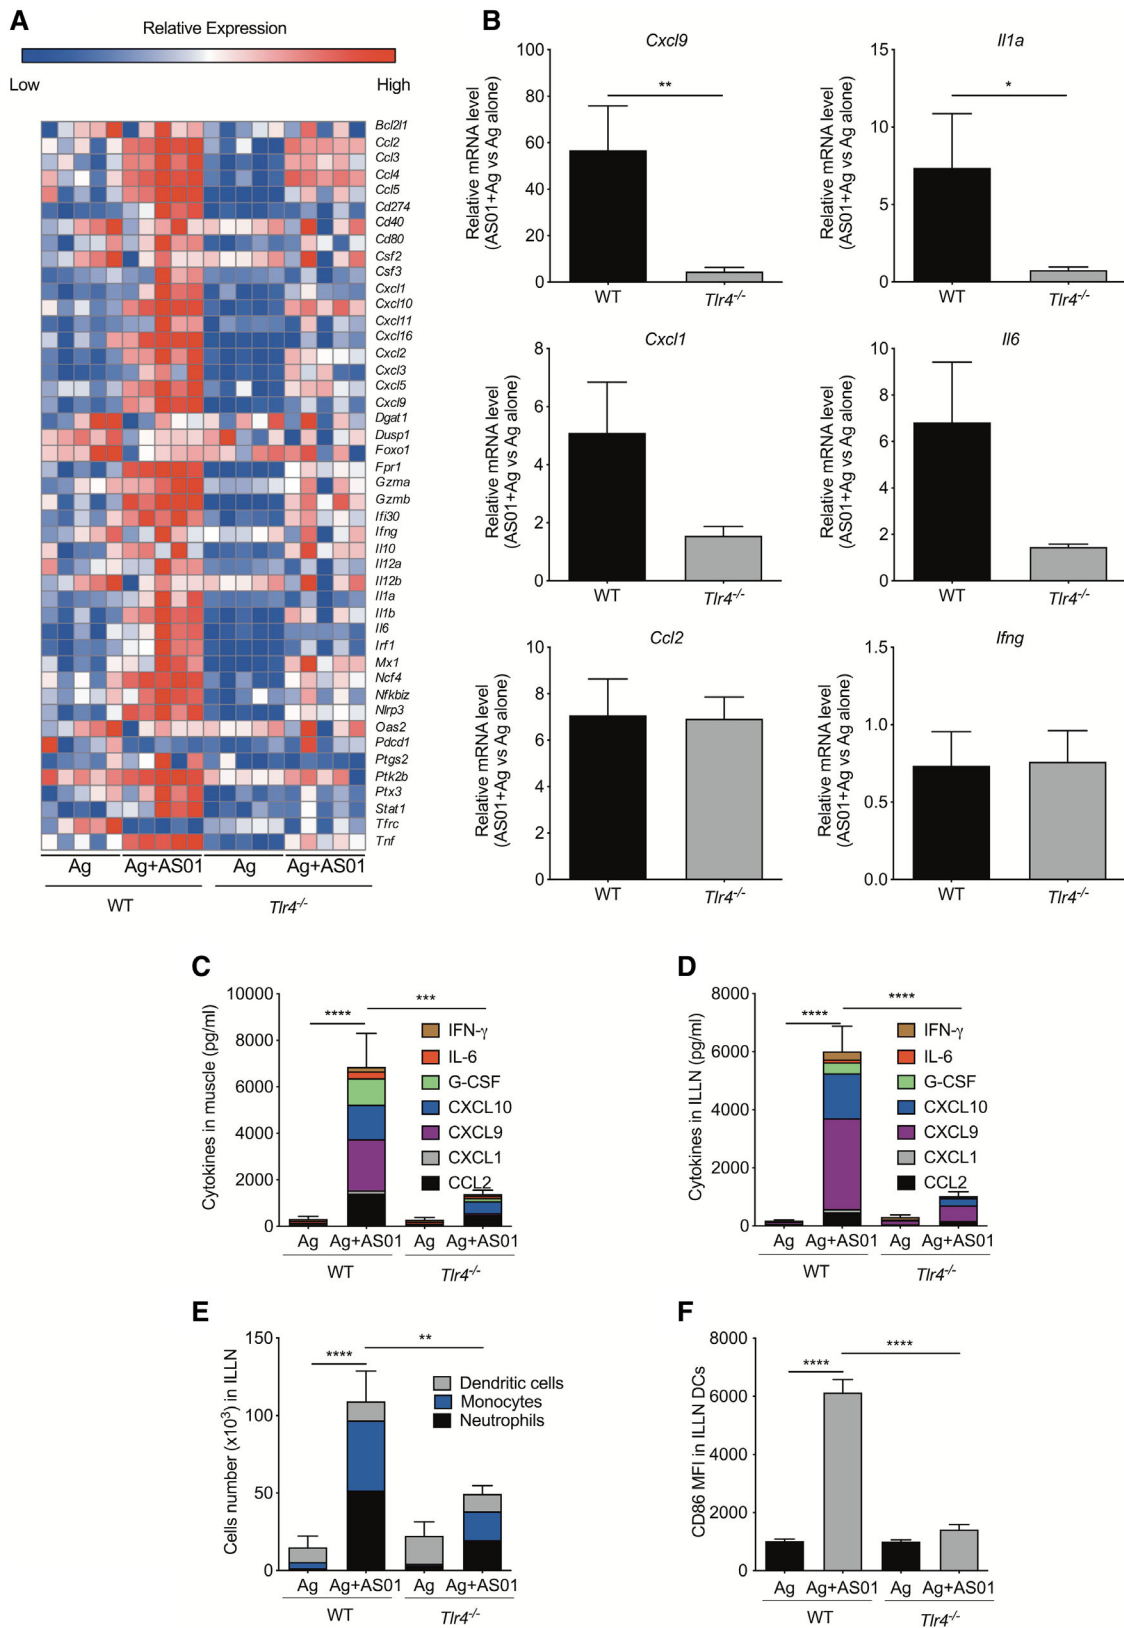 A
Relative Expression
Low High
Bcl2l1
Ccl2
Ccl3
Ccl4
Ccl5
Cd274
Cd40
Cd80
Csf2
Csf3
Cxcl1
Cxcl10
Cxcl11
Cxcl16
Cxcl2
Cxcl3
Cxcl5
Cxcl9
Dgat1
Dusp1
Foxo1
Fpr1
Gzma
Gzmb
Ifi30
Ifng
Il10
Il12a
Il12b
Il1a
Il1b
Il6
Irf1
Mx1
Ncf4
Nfkbiz
Nlrp3
Oas2
Pdcd1
Ptgs2
Ptk2b
Ptx3
Stat1
Tfrc
Tnf
Ag Ag+AS01 Ag Ag+AS01
WT Tlr4-/-
B
Cxcl9
Relative mRNA level
(AS01+Ag vs Ag alone)
100
80
60
40
20
0
**
WT Tlr4-/-
Il1a
Relative mRNA level
(AS01+Ag vs Ag alone)
15
10
5
0
*
WT Tlr4-/-
Cxcl1
Relative mRNA level
(AS01+Ag vs Ag alone)
8
6
4
2
0
WT Tlr4-/-
Il6
Relative mRNA level
(AS01+Ag vs Ag alone)
10
8
6
4
2
0
WT Tlr4-/-
Ccl2
Relative mRNA level
(AS01+Ag vs Ag alone)
10
8
6
4
2
0
WT Tlr4-/-
Ifng
Relative mRNA level
(AS01+Ag vs Ag alone)
1.5
1.0
0.5
0.0
WT Tlr4-/-
C
Cytokines in muscle (pg/ml)
10000
8000
6000
4000
2000
0
****
***
IFN-γ
IL-6
G-CSF
CXCL10
CXCL9
CXCL1
CCL2
Ag Ag+AS01 Ag Ag+AS01
WT Tlr4-/-
D
Cytokines in ILLN (pg/ml)
8000
6000
4000
2000
0
****
****
IFN-γ
IL-6
G-CSF
CXCL10
CXCL9
CXCL1
CCL2
Ag Ag+AS01 Ag Ag+AS01
WT Tlr4-/-
E
Cells number (x10³) in ILLN
150
100
50
0
****
**
Dendritic cells
Monocytes
Neutrophils
Ag Ag+AS01 Ag Ag+AS01
WT Tlr4-/-
F
CD86 MFI in ILLN DCs
8000
6000
4000
2000
0
****
****
Ag Ag+AS01 Ag Ag+AS01
WT Tlr4-/-